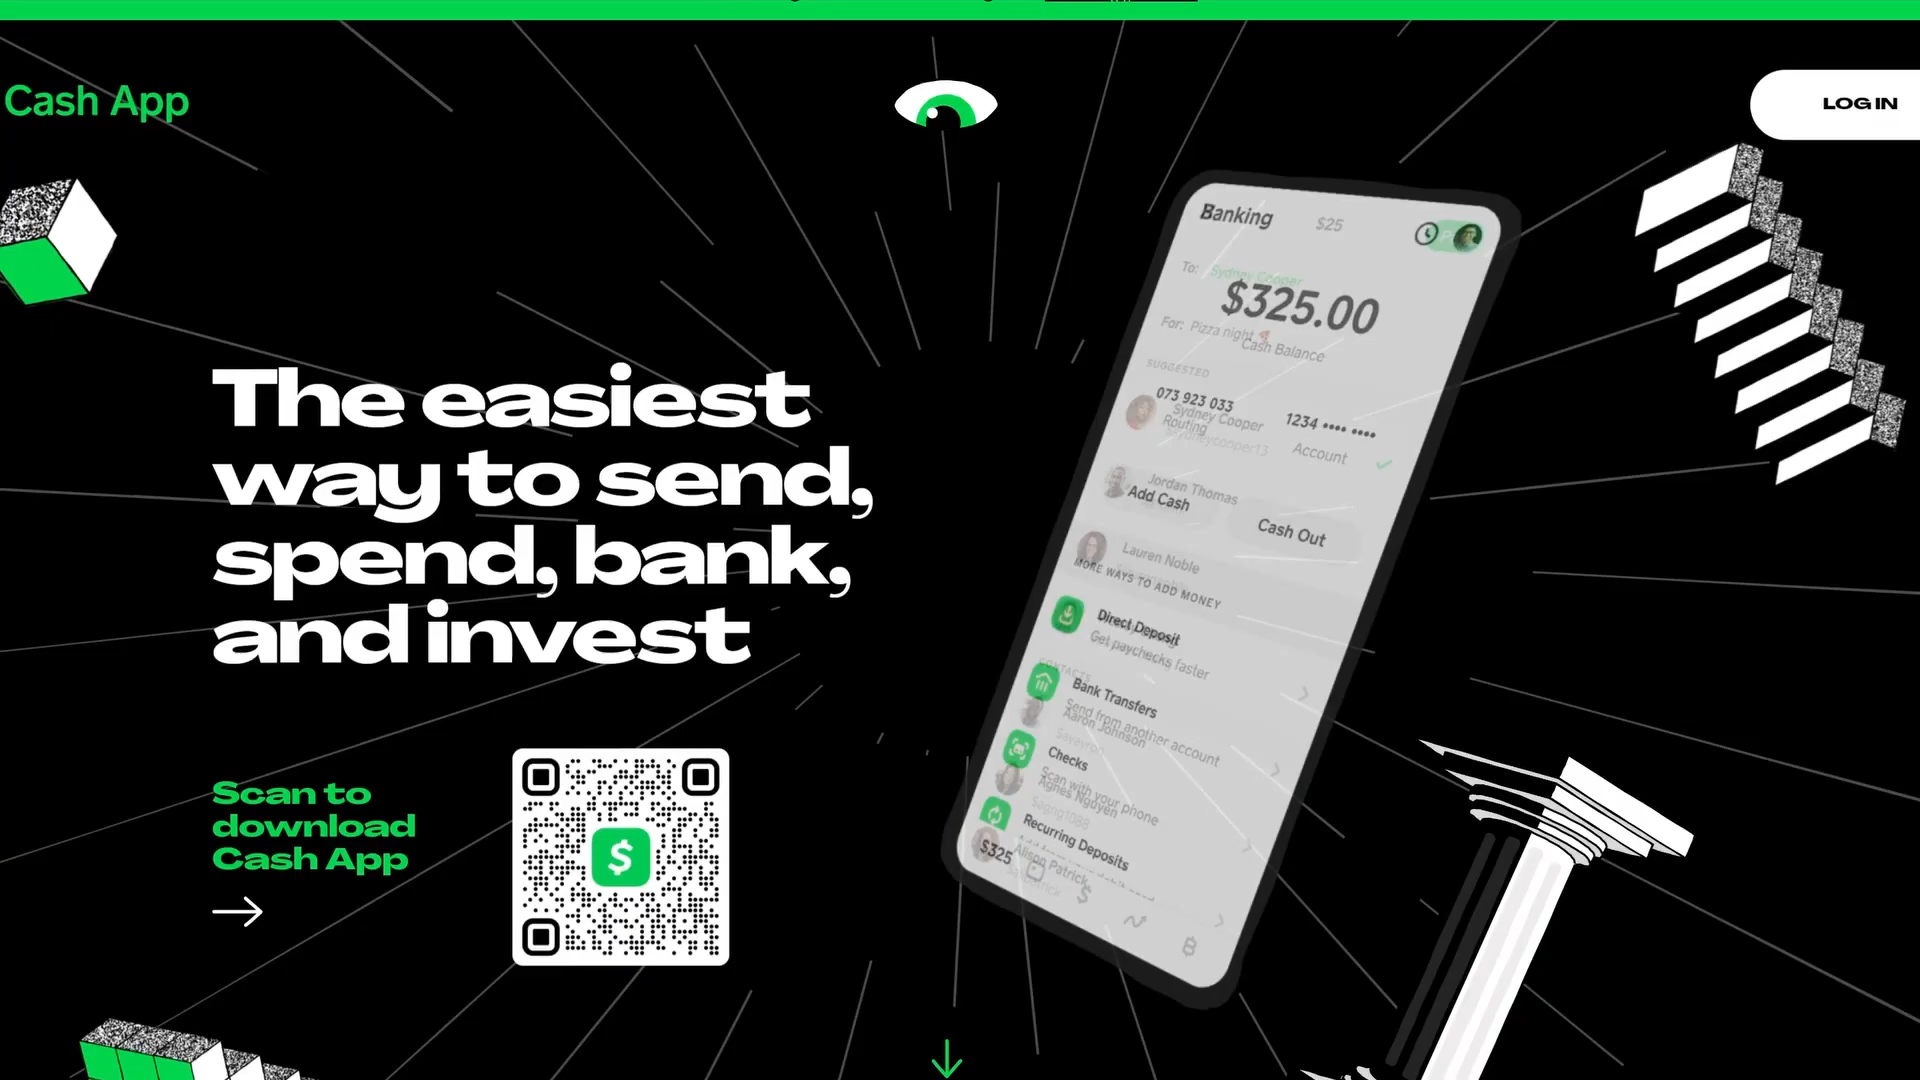 Cash App
LOG IN
The easiest
way to send,
spend, bank,
and invest
Scan to
download
Cash App
$
Banking
$25
To: Sydney Cooper
$325.00
For: Pizza night
Cash Balance
SUGGESTED
073 923 033
1234 •••• ••••
Sydney Cooper
Routing
Account
Jordan Thomas
Add Cash
Cash Out
Lauren Noble
MORE WAYS TO ADD MONEY
Direct Deposit
Get paychecks faster
CONTACTS
Bank Transfers
Send from another account
Aaron Johnson
Checks
Scan with your phone
Agnes Nguyen
Recurring Deposits
$325
Alison Patrick